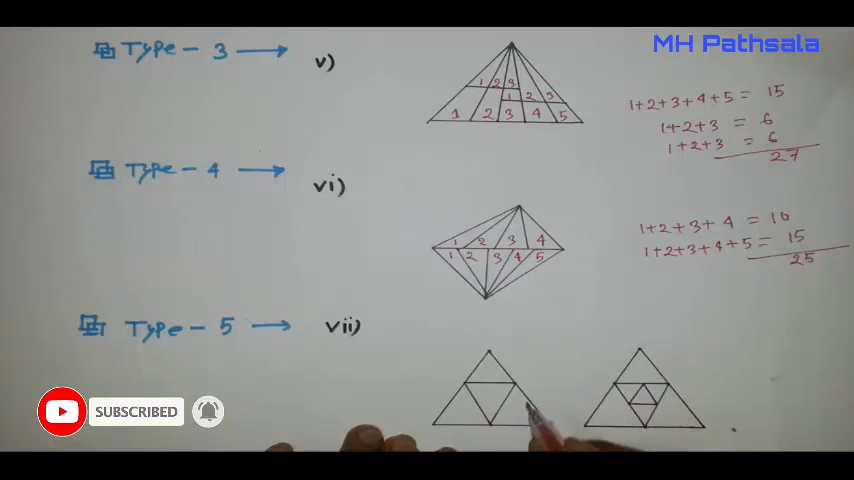 MH Pathsala
Type - 3
v)
1 2 3
1 2 3
1 2 3 4 5
1+2+3+4+5 = 15
1+2+3 = 6
1+2+3 = 6
27
Type - 4
vi)
1 2 3 4
1 2 3 4 5
1+2+3+4 = 10
1+2+3+4+5 = 15
25
Type - 5
vii)
SUBSCRIBED